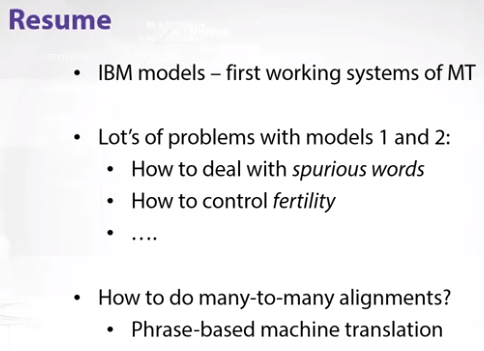 Resume
• IBM models – first working systems of MT
• Lot's of problems with models 1 and 2:
• How to deal with spurious words
• How to control fertility
• ....
• How to do many-to-many alignments?
• Phrase-based machine translation